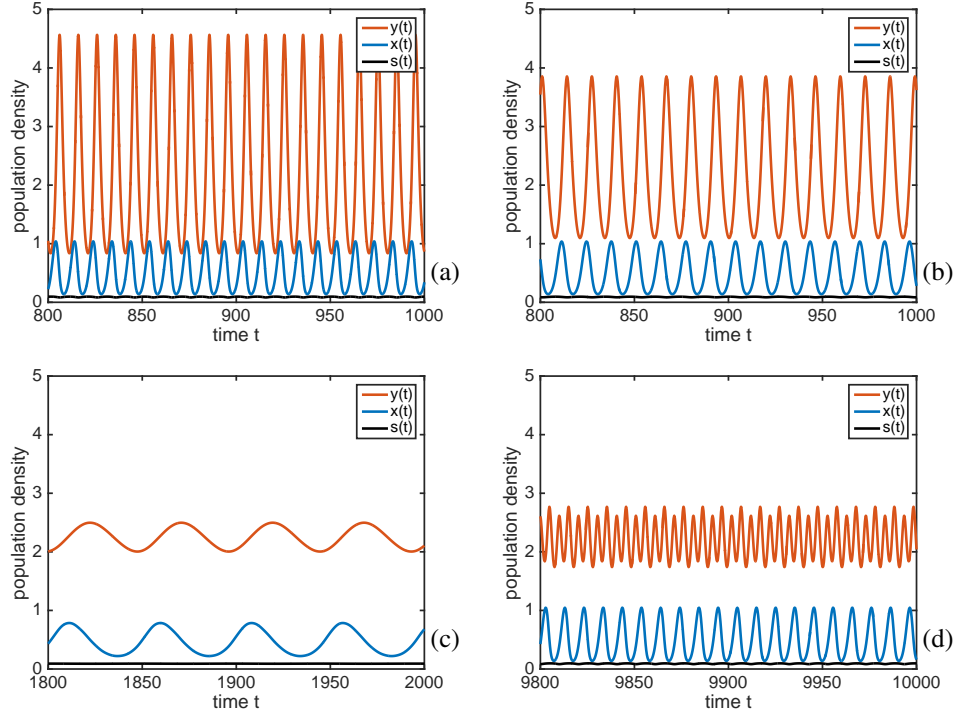 5
4
3
2
1
0
population density
800
850
900
950
1000
time t
y(t)
x(t)
s(t)
(a)
5
4
3
2
1
0
population density
800
850
900
950
1000
time t
y(t)
x(t)
s(t)
(b)
5
4
3
2
1
0
population density
1800
1850
1900
1950
2000
time t
y(t)
x(t)
s(t)
(c)
5
4
3
2
1
0
population density
9800
9850
9900
9950
10000
time t
y(t)
x(t)
s(t)
(d)